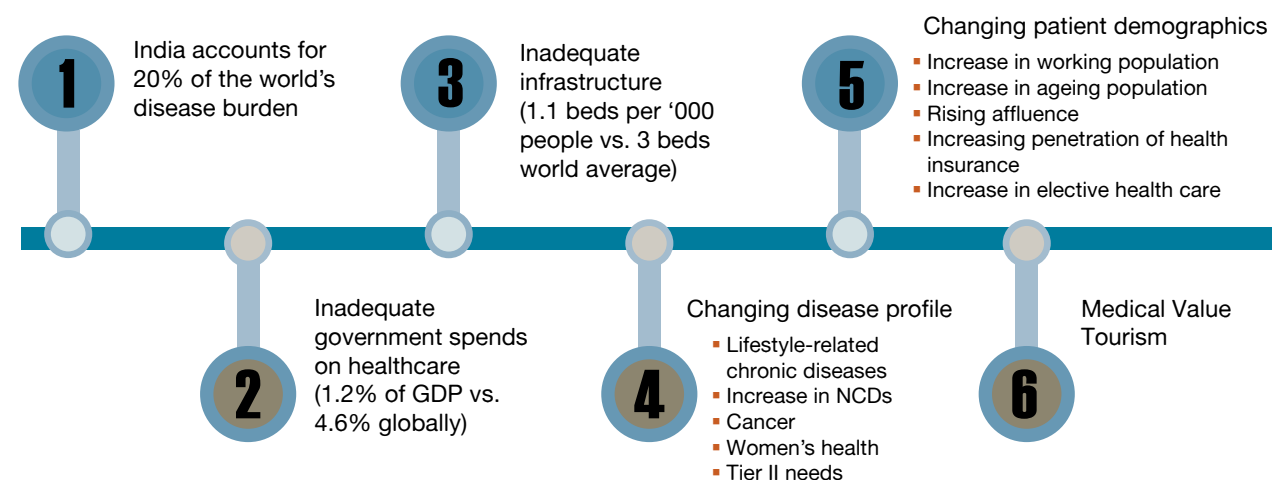 1
India accounts for
20% of the world's
disease burden
2
Inadequate
government spends
on healthcare
(1.2% of GDP vs.
4.6% globally)
3
Inadequate
infrastructure
(1.1 beds per ‘000
people vs. 3 beds
world average)
4
Changing disease profile
▪ Lifestyle-related
chronic diseases
▪ Increase in NCDs
▪ Cancer
▪ Women's health
▪ Tier II needs
5
Changing patient demographics
▪ Increase in working population
▪ Increase in ageing population
▪ Rising affluence
▪ Increasing penetration of health
insurance
▪ Increase in elective health care
6
Medical Value
Tourism